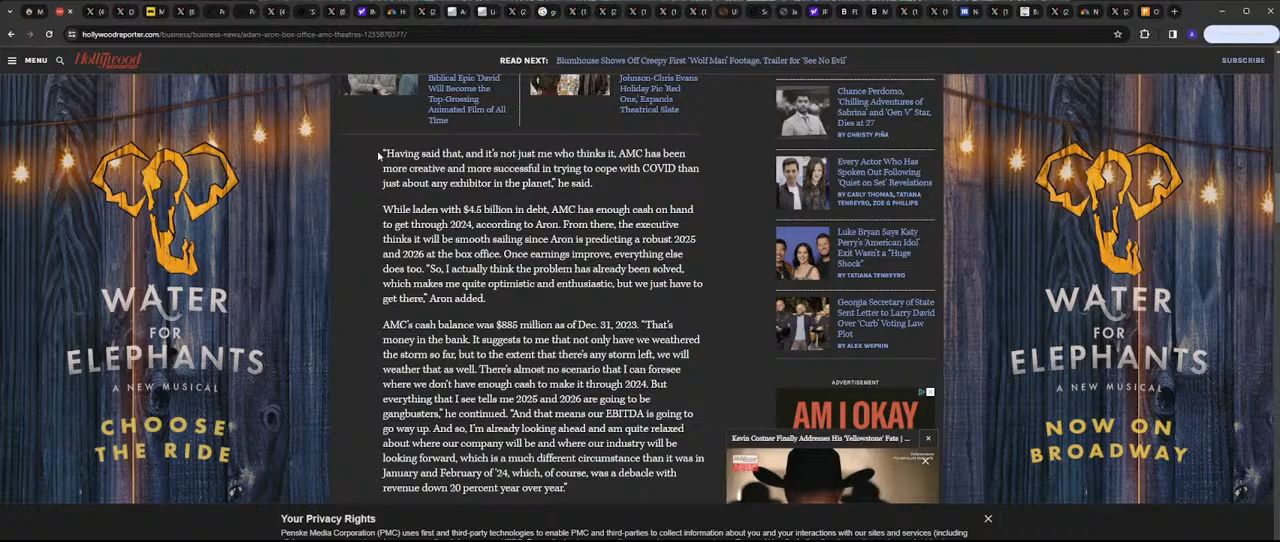 hollywoodreporter.com/business/business-news/adam-aron-box-office-amc-theatres-1235870377/
MENU
Hollywood
REPORTER
READ NEXT: Blumhouse Shows Off Creepy First 'Wolf Man' Footage, Trailer for 'See No Evil'
SUBSCRIBE
Biblical Epic 'David'
Will Become the
Top-Grossing
Animated Film of All
Time
Johnson-Chris Evans
Holiday Pic 'Red
One,' Expands
Theatrical Slate
"Having said that, and it's not just me who thinks it, AMC has been
more creative and more successful in trying to cope with COVID than
just about any exhibitor in the planet," he said.
While laden with $4.5 billion in debt, AMC has enough cash on hand
to get through 2024, according to Aron. From there, the executive
thinks it will be smooth sailing since Aron is predicting a robust 2025
and 2026 at the box office. Once earnings improve, everything else
does too. "So, I actually think the problem has already been solved,
which makes me quite optimistic and enthusiastic, but we just have to
get there," Aron added.
AMC's cash balance was $885 million as of Dec. 31, 2023. "That's
money in the bank. It suggests to me that not only have we weathered
the storm so far, but to the extent that there's any storm left, we will
weather that as well. There's almost no scenario that I can foresee
where we don't have enough cash to make it through 2024. But
everything that I see tells me 2025 and 2026 are going to be
gangbusters," he continued. "And that means our EBITDA is going to
go way up. And so, I'm already looking ahead and am quite relaxed
about where our company will be and where our industry will be
looking forward, which is a much different circumstance than it was in
January and February of '24, which, of course, was a debacle with
revenue down 20 percent year over year."
Chance Perdomo,
'Chilling Adventures of
Sabrina' and 'Gen V' Star,
Dies at 27
BY CHRISTY PIÑA
Every Actor Who Has
Spoken Out Following
'Quiet on Set' Revelations
BY CARLY THOMAS, TATIANA
TENREYRO, ZOE G PHILLIPS
Luke Bryan Says Katy
Perry's 'American Idol'
Exit Wasn't a "Huge
Shock"
BY TATIANA TENREYRO
Georgia Secretary of State
Sent Letter to Larry David
Over 'Curb' Voting Law
Plot
BY ALEX WEPRIN
ADVERTISEMENT
AM I OKAY
Kevin Costner Finally Addresses His 'Yellowstone' Fate | ...
WATER
FOR
ELEPHANTS
A NEW MUSICAL
CHOOSE
THE RIDE
WATER
FOR
ELEPHANTS
A NEW MUSICAL
NOW ON
BROADWAY
Your Privacy Rights
Penske Media Corporation (PMC) uses first and third-party technologies to enable PMC and third-parties to collect information about you and your interactions with our sites and services (including